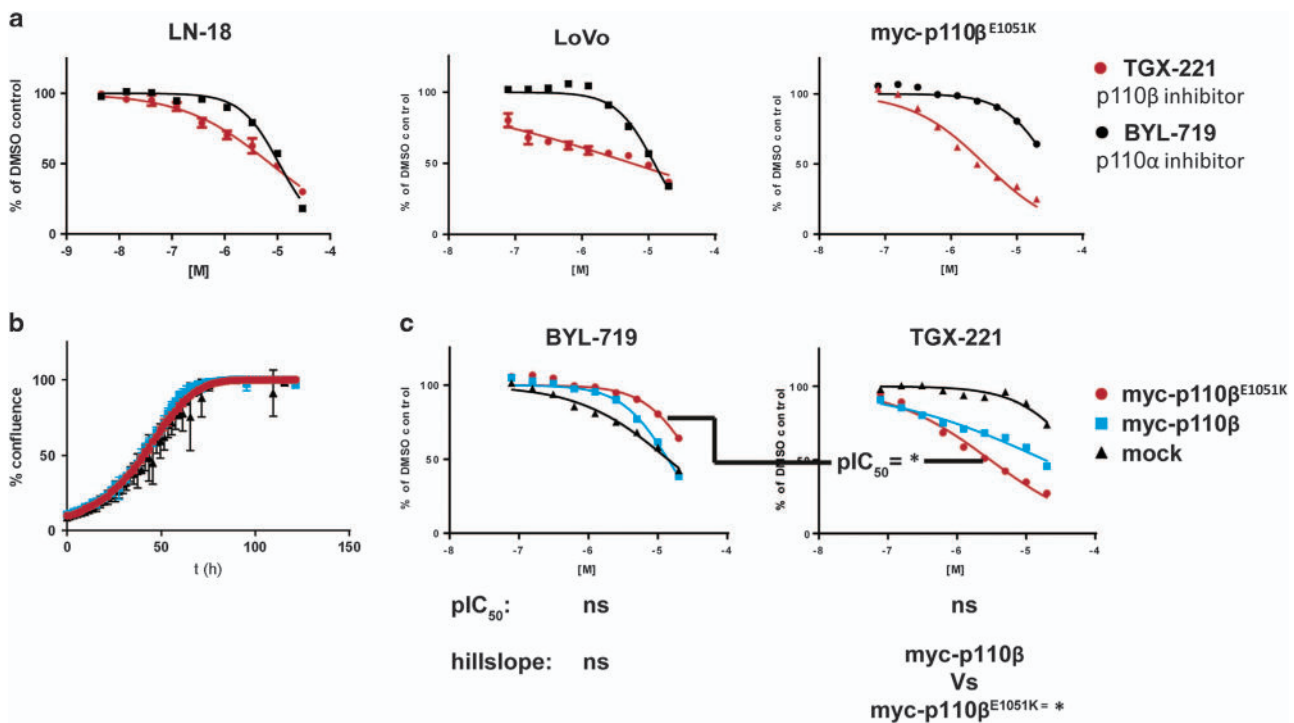 a
LN-18
LoVo
myc-p110β^E1051K
% of DMSO control
100
50
0
-9 -8 -7 -6 -5 -4
[M]
% of DMSO control
100
50
0
-8 -7 -6 -5 -4
[M]
% of DMSO control
100
50
0
-8 -7 -6 -5 -4
[M]
TGX-221
p110β inhibitor
BYL-719
p110α inhibitor
b
% confluence
100
50
0
0 50 100 150
t (h)
c
BYL-719
TGX-221
% of DMSO control
100
50
0
-8 -7 -6 -5 -4
[M]
pIC50= *
% of DMSO control
100
50
0
-8 -7 -6 -5 -4
[M]
myc-p110β^E1051K
myc-p110β
mock
pIC50: ns ns
hillslope: ns
myc-p110β
Vs
myc-p110β^E1051K = *